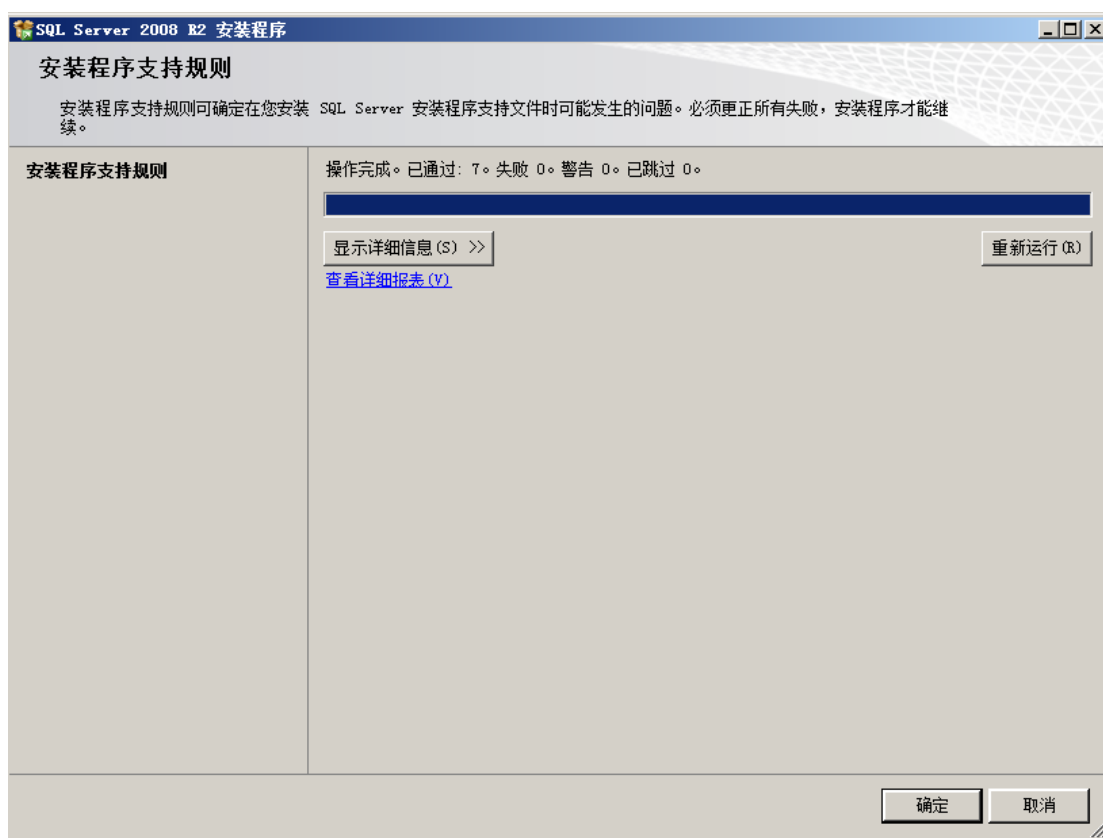 SQL Server 2008 R2 安装程序
安装程序支持规则
安装程序支持规则可确定在您安装 SQL Server 安装程序支持文件时可能发生的问题。必须更正所有失败，安装程序才能继
续。
安装程序支持规则
操作完成。已通过: 7。失败 0。警告 0。已跳过 0。
显示详细信息(S) >>
重新运行(R)
查看详细报表(V)
确定
取消